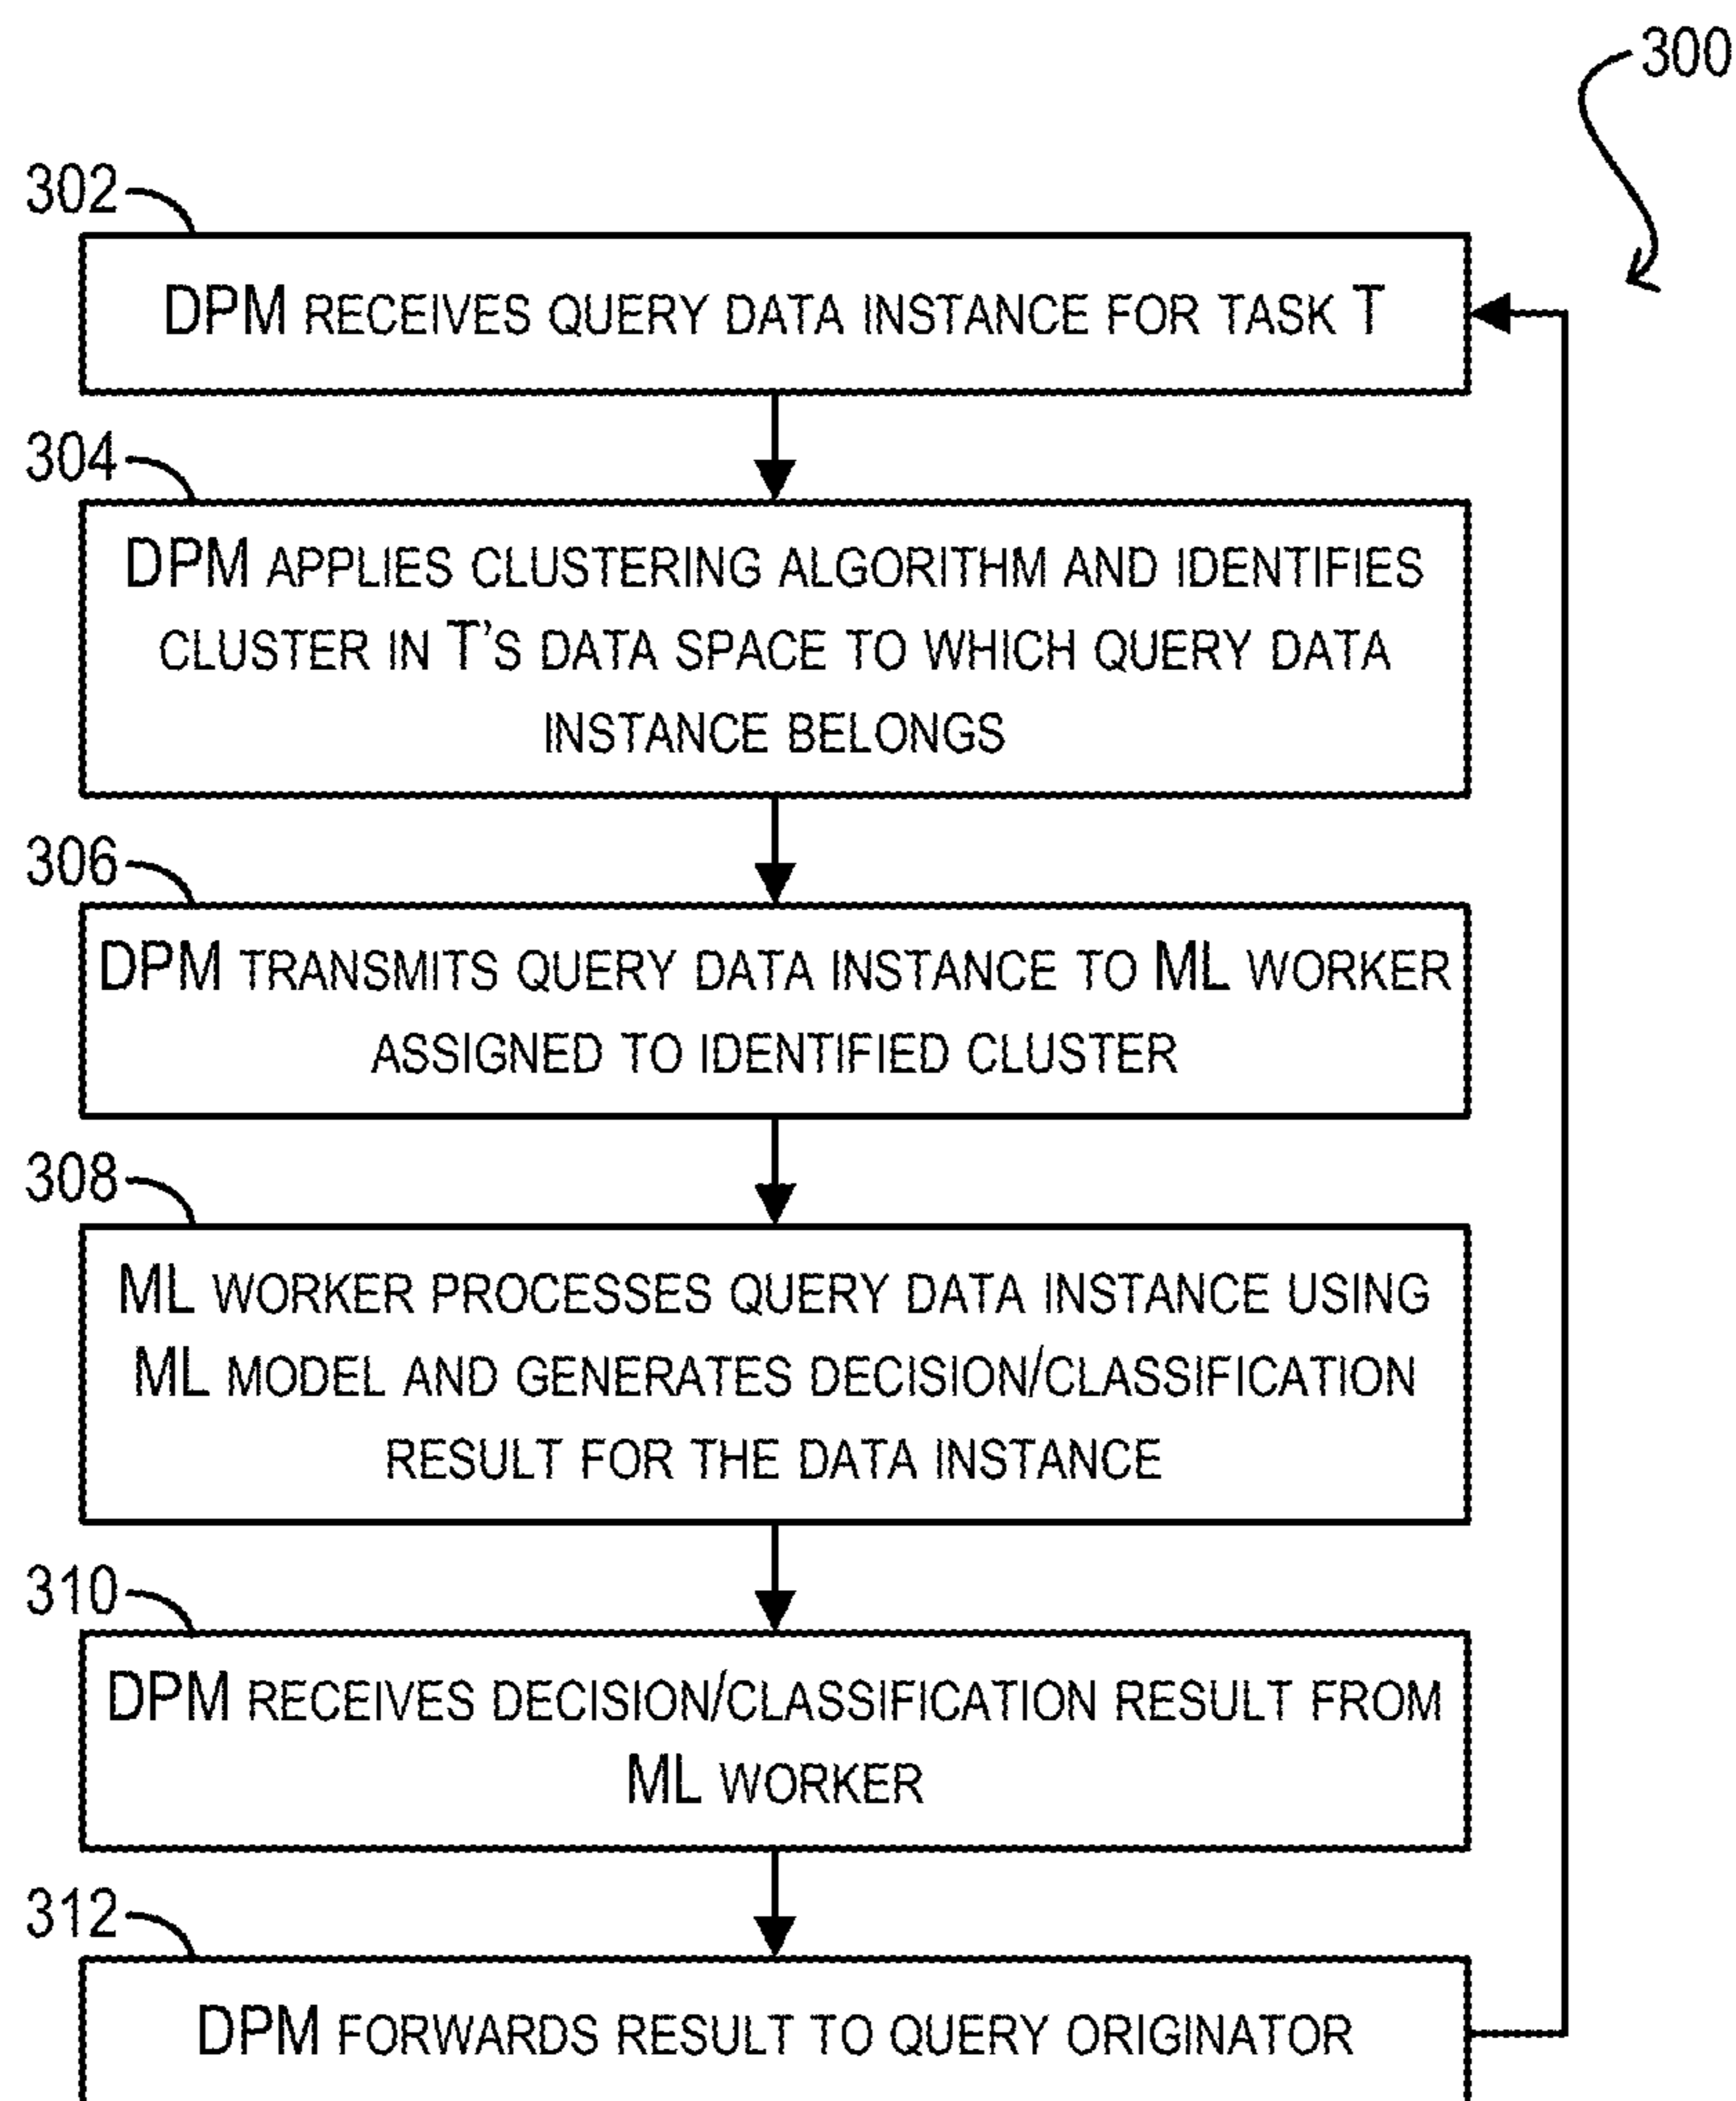 300
302
DPM RECEIVES QUERY DATA INSTANCE FOR TASK T
304
DPM APPLIES CLUSTERING ALGORITHM AND IDENTIFIES
CLUSTER IN T'S DATA SPACE TO WHICH QUERY DATA
INSTANCE BELONGS
306
DPM TRANSMITS QUERY DATA INSTANCE TO ML WORKER
ASSIGNED TO IDENTIFIED CLUSTER
308
ML WORKER PROCESSES QUERY DATA INSTANCE USING
ML MODEL AND GENERATES DECISION/CLASSIFICATION
RESULT FOR THE DATA INSTANCE
310
DPM RECEIVES DECISION/CLASSIFICATION RESULT FROM
ML WORKER
312
DPM FORWARDS RESULT TO QUERY ORIGINATOR